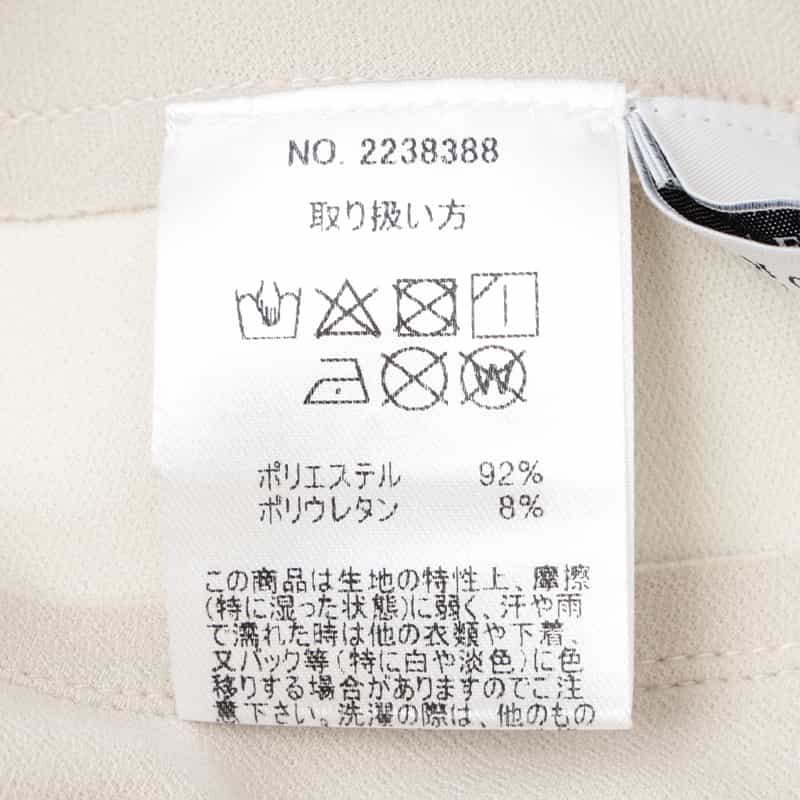 NO. 2238388
取り扱い方
W
ポリエステル 92%
ポリウレタン 8%
この商品は生地の特性上、摩擦
(特に湿った状態)に弱く、汗や雨
で濡れた時は他の衣類や下着、
又バック等(特に白や淡色)に色
移りする場合がありますのでご注
意下さい。洗濯の際は、他のもの